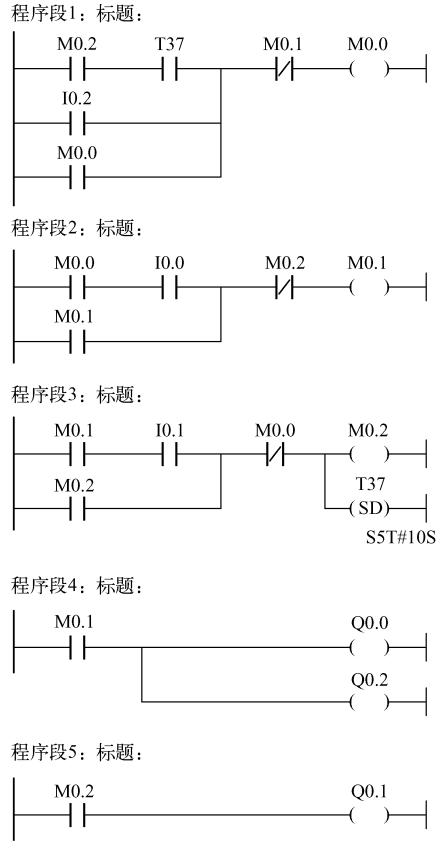 程序段1：标题：
M0.2 T37 M0.1 M0.0
( )
I0.2
M0.0
程序段2：标题：
M0.0 I0.0 M0.2 M0.1
( )
M0.1
程序段3：标题：
M0.1 I0.1 M0.0 M0.2
( )
M0.2 T37
(SD)
S5T#10S
程序段4：标题：
M0.1 Q0.0
( )
Q0.2
( )
程序段5：标题：
M0.2 Q0.1
( )